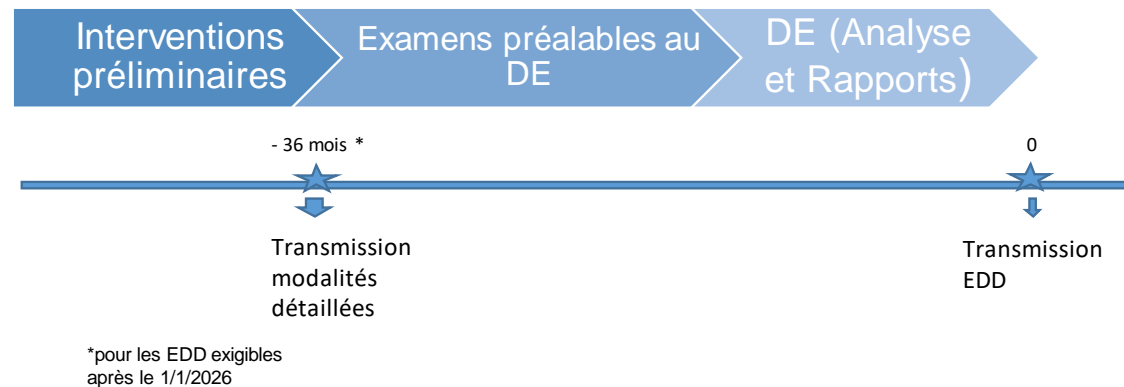 Interventions
préliminaires
Examens préalables au
DE
DE (Analyse
et Rapports)
- 36 mois *
0
Transmission
modalités
détaillées
Transmission
EDD
*pour les EDD exigibles
après le 1/1/2026